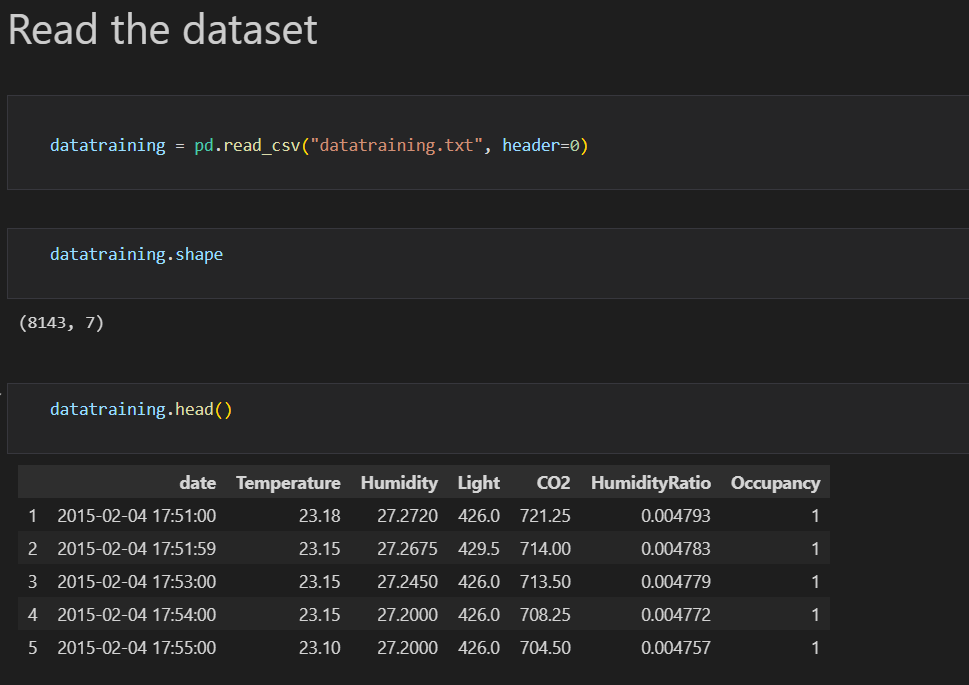 Read the dataset
datatraining = pd.read_csv("datatraining.txt", header=0)
datatraining.shape
(8143, 7)
datatraining.head()
date Temperature Humidity Light CO2 HumidityRatio Occupancy
1 2015-02-04 17:51:00 23.18 27.2720 426.0 721.25 0.004793 1
2 2015-02-04 17:51:59 23.15 27.2675 429.5 714.00 0.004783 1
3 2015-02-04 17:53:00 23.15 27.2450 426.0 713.50 0.004779 1
4 2015-02-04 17:54:00 23.15 27.2000 426.0 708.25 0.004772 1
5 2015-02-04 17:55:00 23.10 27.2000 426.0 704.50 0.004757 1